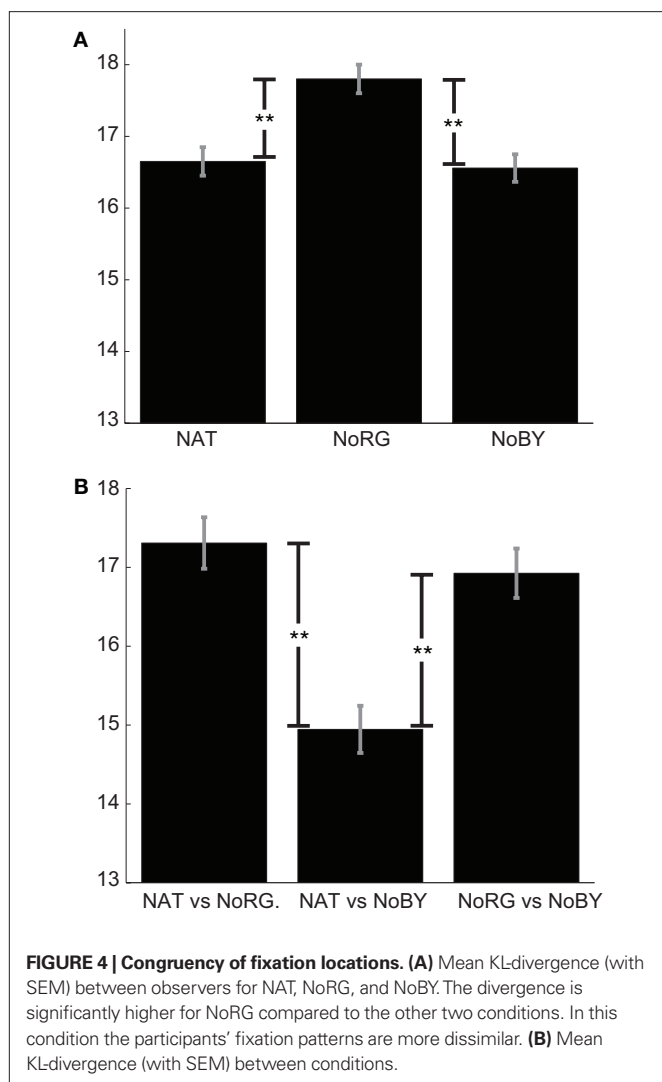 A
18
17
16
15
14
13
**
**
NAT NoRG NoBY
B
18
17
16
15
14
13
**
**
NAT vs NoRG. NAT vs NoBY NoRG vs NoBY
FIGURE 4 | Congruency of fixation locations. (A) Mean KL-divergence (with
SEM) between observers for NAT, NoRG, and NoBY. The divergence is
significantly higher for NoRG compared to the other two conditions. In this
condition the participants’ fixation patterns are more dissimilar. (B) Mean
KL-divergence (with SEM) between conditions.